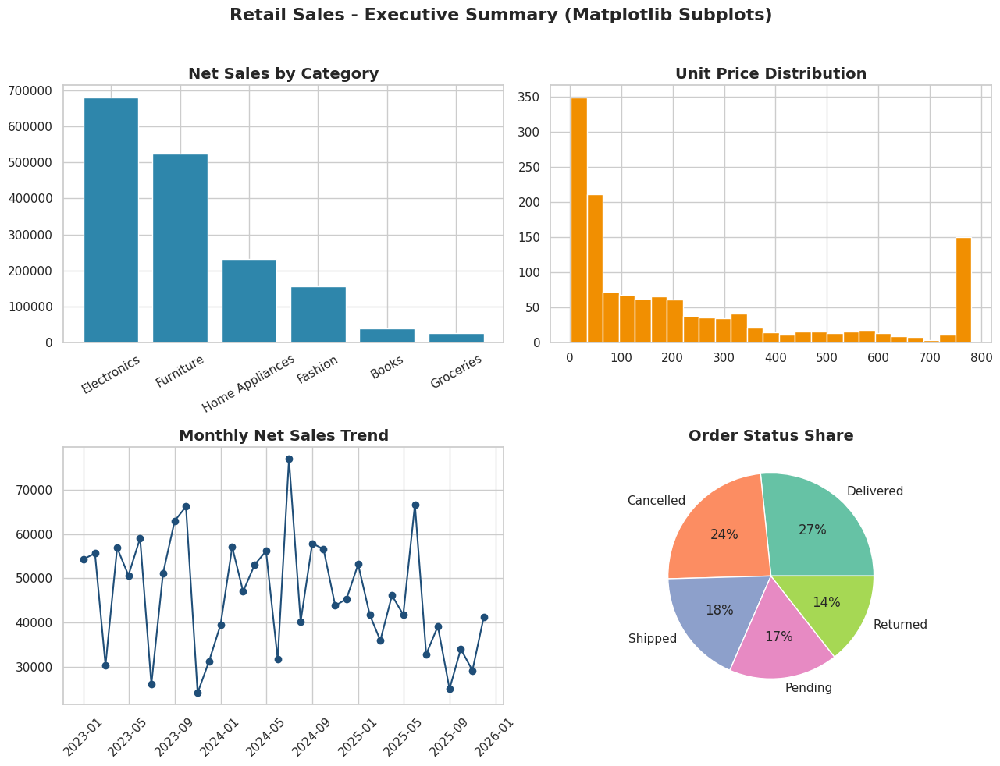 Retail Sales - Executive Summary (Matplotlib Subplots)
Net Sales by Category
700000
600000
500000
400000
300000
200000
100000
0
Electronics
Furniture
Home Appliances
Fashion
Books
Groceries
Unit Price Distribution
350
300
250
200
150
100
50
0
0 100 200 300 400 500 600 700 800
Monthly Net Sales Trend
70000
60000
50000
40000
30000
2023-01
2023-05
2023-09
2024-01
2024-05
2024-09
2025-01
2025-05
2025-09
2026-01
Order Status Share
Delivered
27%
Cancelled
24%
Shipped
18%
Pending
17%
Returned
14%